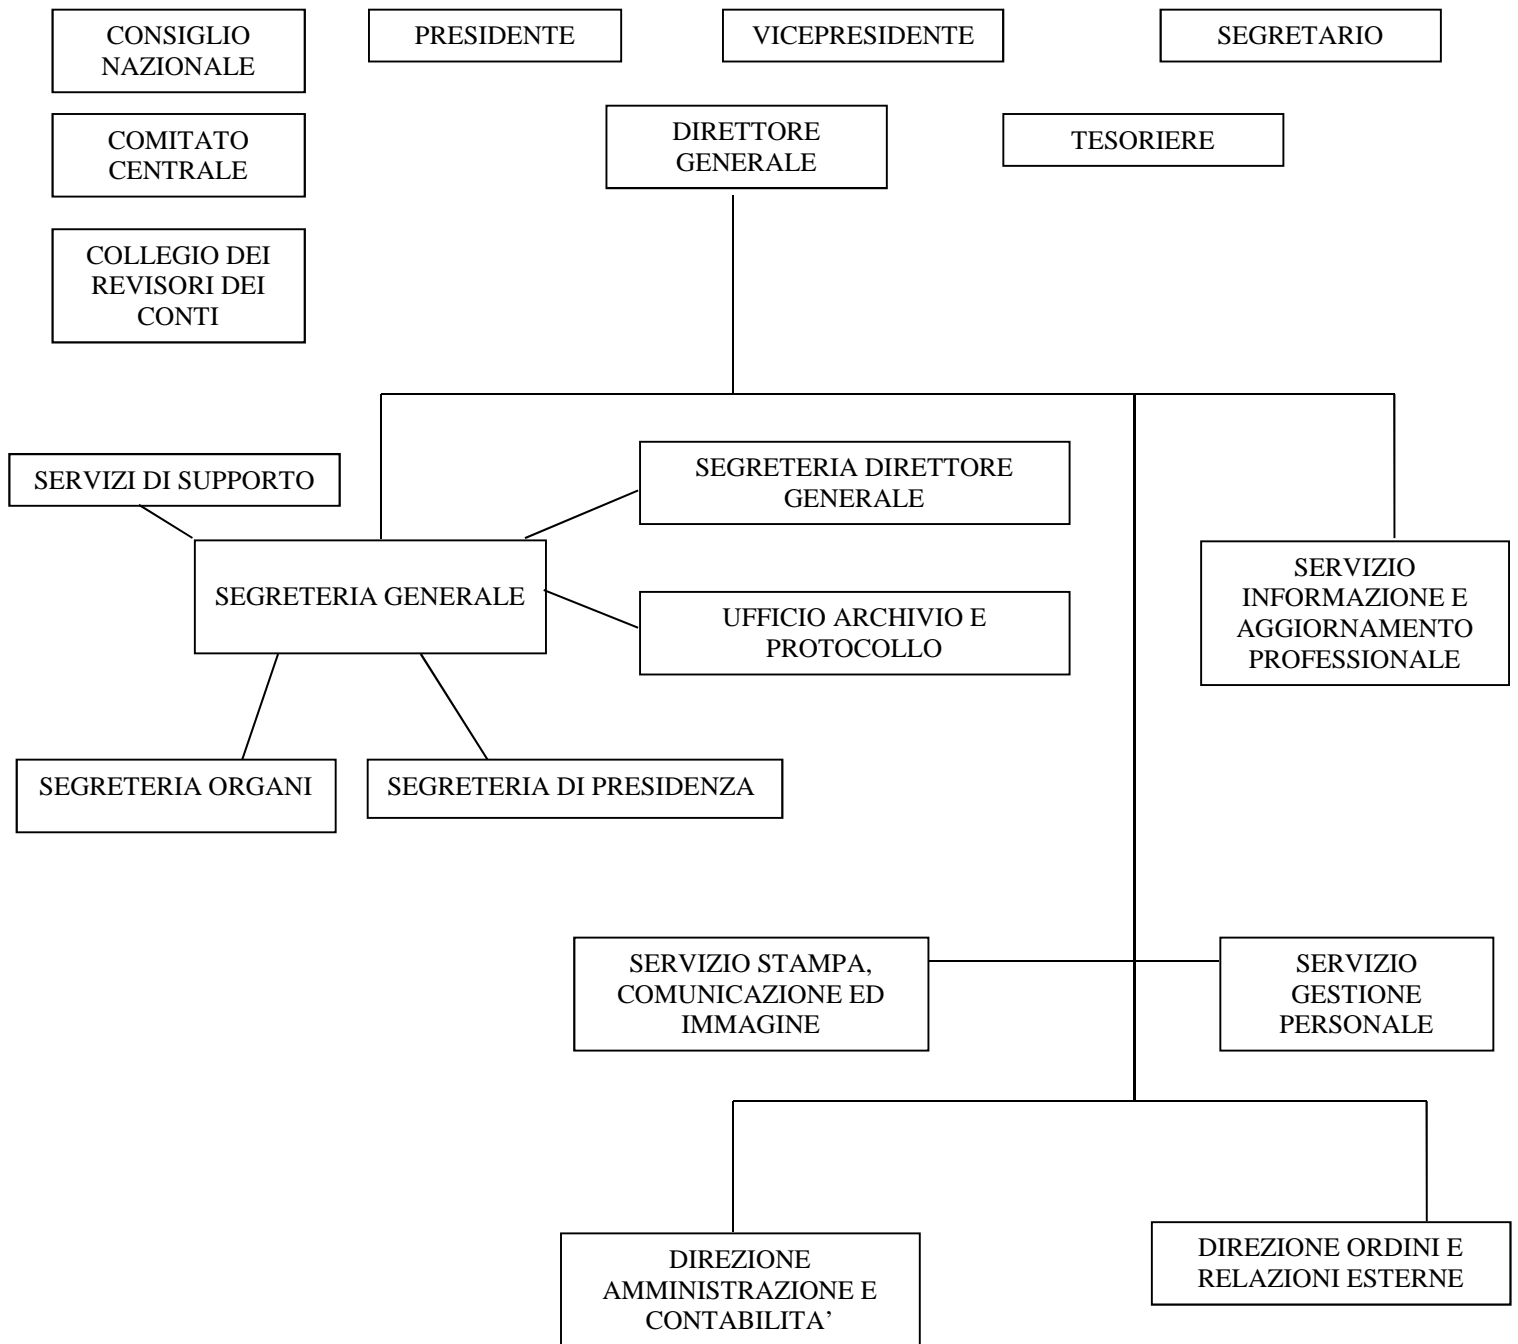 CONSIGLIO
NAZIONALE
PRESIDENTE
VICEPRESIDENTE
SEGRETARIO
COMITATO
CENTRALE
DIRETTORE
GENERALE
TESORIERE
COLLEGIO DEI
REVISORI DEI
CONTI
SERVIZI DI SUPPORTO
SEGRETERIA DIRETTORE
GENERALE
SEGRETERIA GENERALE
UFFICIO ARCHIVIO E
PROTOCOLLO
SERVIZIO
INFORMAZIONE E
AGGIORNAMENTO
PROFESSIONALE
SEGRETERIA ORGANI
SEGRETERIA DI PRESIDENZA
SERVIZIO STAMPA,
COMUNICAZIONE ED
IMMAGINE
SERVIZIO
GESTIONE
PERSONALE
DIREZIONE
AMMINISTRAZIONE E
CONTABILITA’
DIREZIONE ORDINI E
RELAZIONI ESTERNE